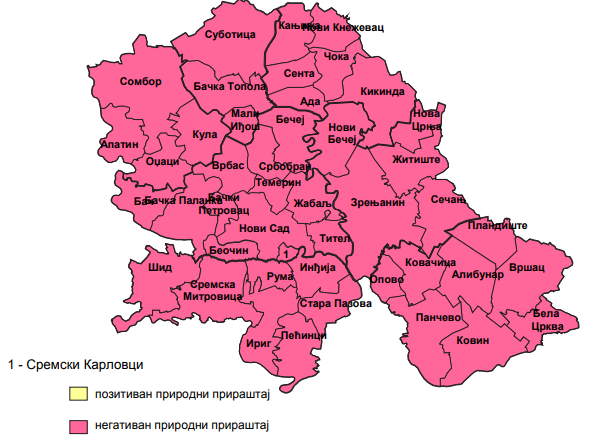 Суботица
Кањижа
Нови Кнежевац
Чока
Сомбор
Сента
Бачка Топола
Кикинда
Ада
Мали
Иђош
Бечеј
Нова
Црња
Апатин
Кула
Нови
Бечеј
Оџаци
Врбас
Србобран
Житиште
Темерин
Бач
Бачка Паланка
Бачки
Петровац
Жабаљ
Зрењанин
Сечањ
Нови Сад
Пландиште
Тител
Беочин
1
Ковачица
Шид
Рума
Инђија
Алибунар
Вршац
Опово
Сремска
Митровица
Стара Пазова
Панчево
Бела
Црква
Ириг
Пећинци
Ковин
1 - Сремски Карловци
позитиван природни прираштај
негативан природни прираштај